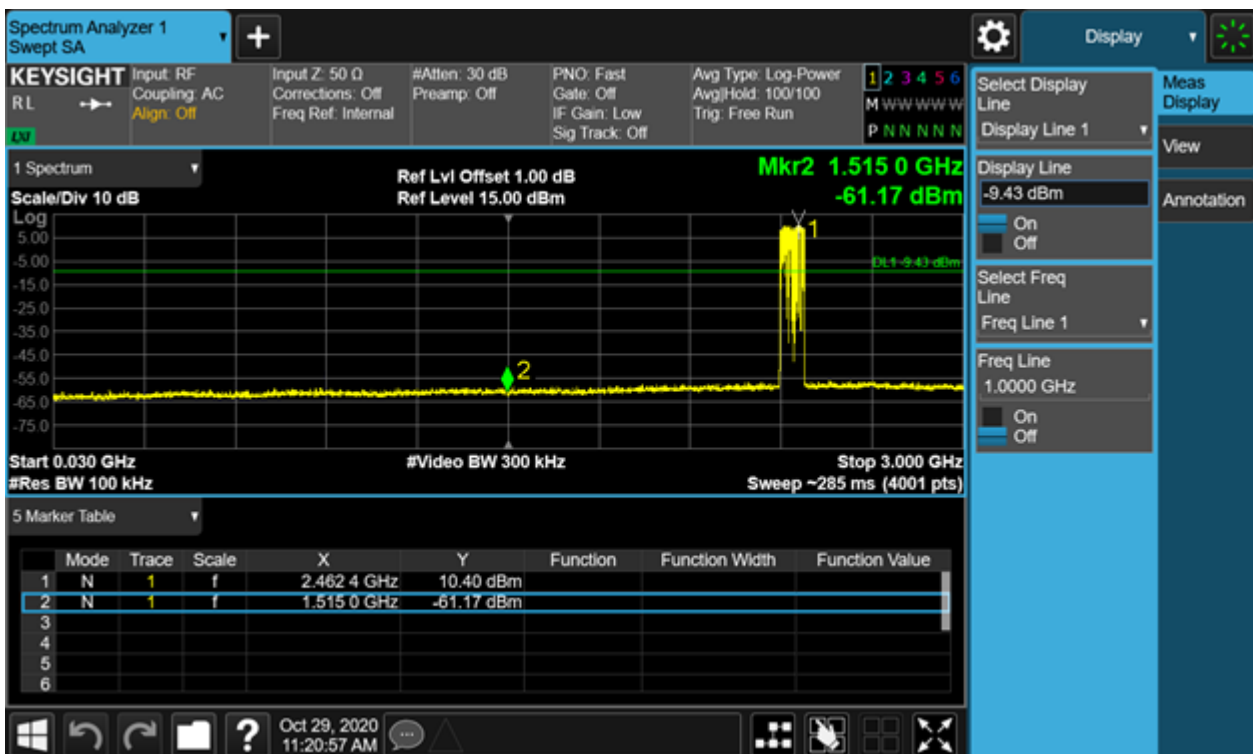 Spectrum Analyzer 1
Swept SA
+
Display
KEYSIGHT
RL
LXI
Input: RF
Coupling: AC
Align: Off
Input Z: 50 Ω
Corrections: Off
Freq Ref: Internal
#Atten: 30 dB
Preamp: Off
PNO: Fast
Gate: Off
IF Gain: Low
Sig Track: Off
Avg Type: Log-Power
Avg|Hold: 100/100
Trig: Free Run
1 2 3 4 5 6
M W W W W W
P N N N N N
1 Spectrum
Scale/Div 10 dB
Ref Lvl Offset 1.00 dB
Ref Level 15.00 dBm
Mkr2 1.515 0 GHz
-61.17 dBm
Log
5.00
-5.00
-15.0
-25.0
-35.0
-45.0
-55.0
-65.0
-75.0
1
DL1 -9.43 dBm
2
Start 0.030 GHz
#Res BW 100 kHz
#Video BW 300 kHz
Stop 3.000 GHz
Sweep ~285 ms (4001 pts)
5 Marker Table
Mode Trace Scale X Y Function Function Width Function Value
1 N 1 f 2.462 4 GHz 10.40 dBm
2 N 1 f 1.515 0 GHz -61.17 dBm
3
4
5
6
?
Oct 29, 2020
11:20:57 AM
Select Display
Line
Display Line 1
Display Line
-9.43 dBm
On
Off
Select Freq
Line
Freq Line 1
Freq Line
1.0000 GHz
On
Off
Meas
Display
View
Annotation